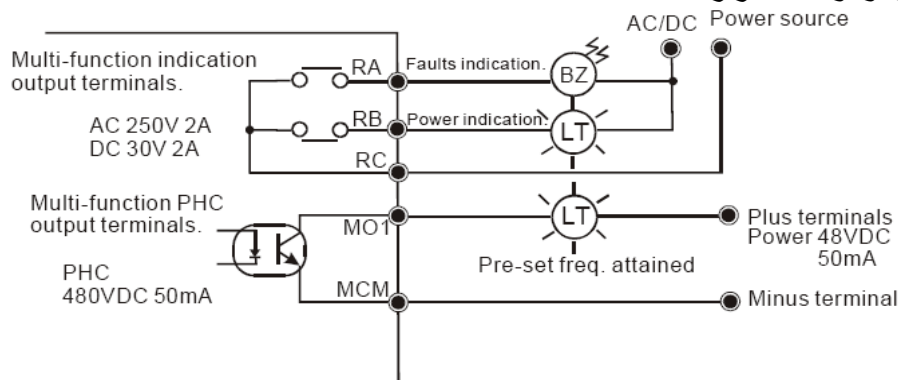 AC/DC Power source
Multi-function indication
output terminals.
RA
Faults indication.
BZ
AC 250V 2A
DC 30V 2A
RB
Power indication.
LT
RC
Multi-function PHC
output terminals.
MO1
LT
Plus terminals
Power 48VDC
50mA
PHC
480VDC 50mA
Pre-set freq. attained
MCM
Minus terminal